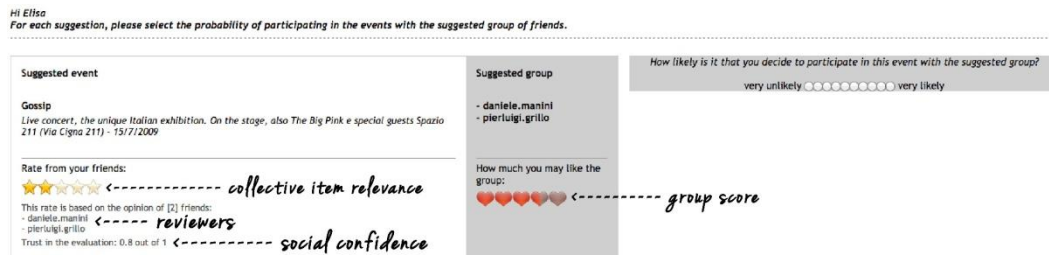 Hi Elisa
For each suggestion, please select the probability of participating in the events with the suggested group of friends.
Suggested event
Gossip
Live concert, the unique Italian exhibition. On the stage, also The Big Pink e special guests Spazio
211 (Via Cigna 211) - 15/7/2009
Rate from your friends:
collective item relevance
This rate is based on the opinion of [2] friends:
- daniele.manini
reviewers
- pierluigi.grillo
Trust in the evaluation: 0.8 out of 1
social confidence
Suggested group
- daniele.manini
- pierluigi.grillo
How much you may like the
group:
group score
How likely is it that you decide to participate in this event with the suggested group?
very unlikely
very likely